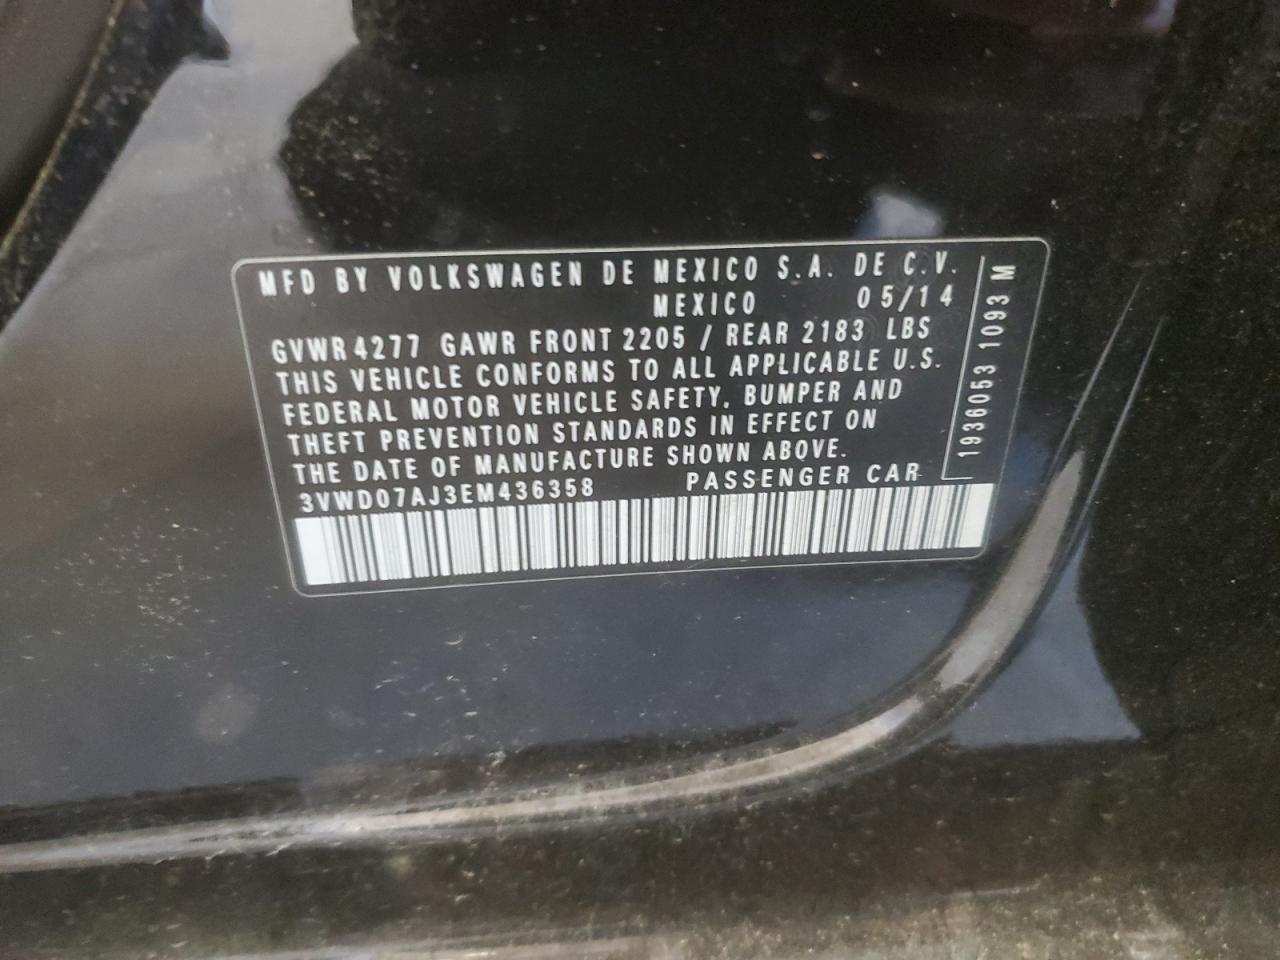 MFD BY VOLKSWAGEN DE MEXICO S.A. DE C.V.
MEXICO 05/14
GVWR 4277 GAWR FRONT 2205 / REAR 2183 LBS
THIS VEHICLE CONFORMS TO ALL APPLICABLE U.S.
FEDERAL MOTOR VEHICLE SAFETY, BUMPER AND
THEFT PREVENTION STANDARDS IN EFFECT ON
THE DATE OF MANUFACTURE SHOWN ABOVE.
3VWD07AJ3EM436358 PASSENGER CAR
1936053 1093 M